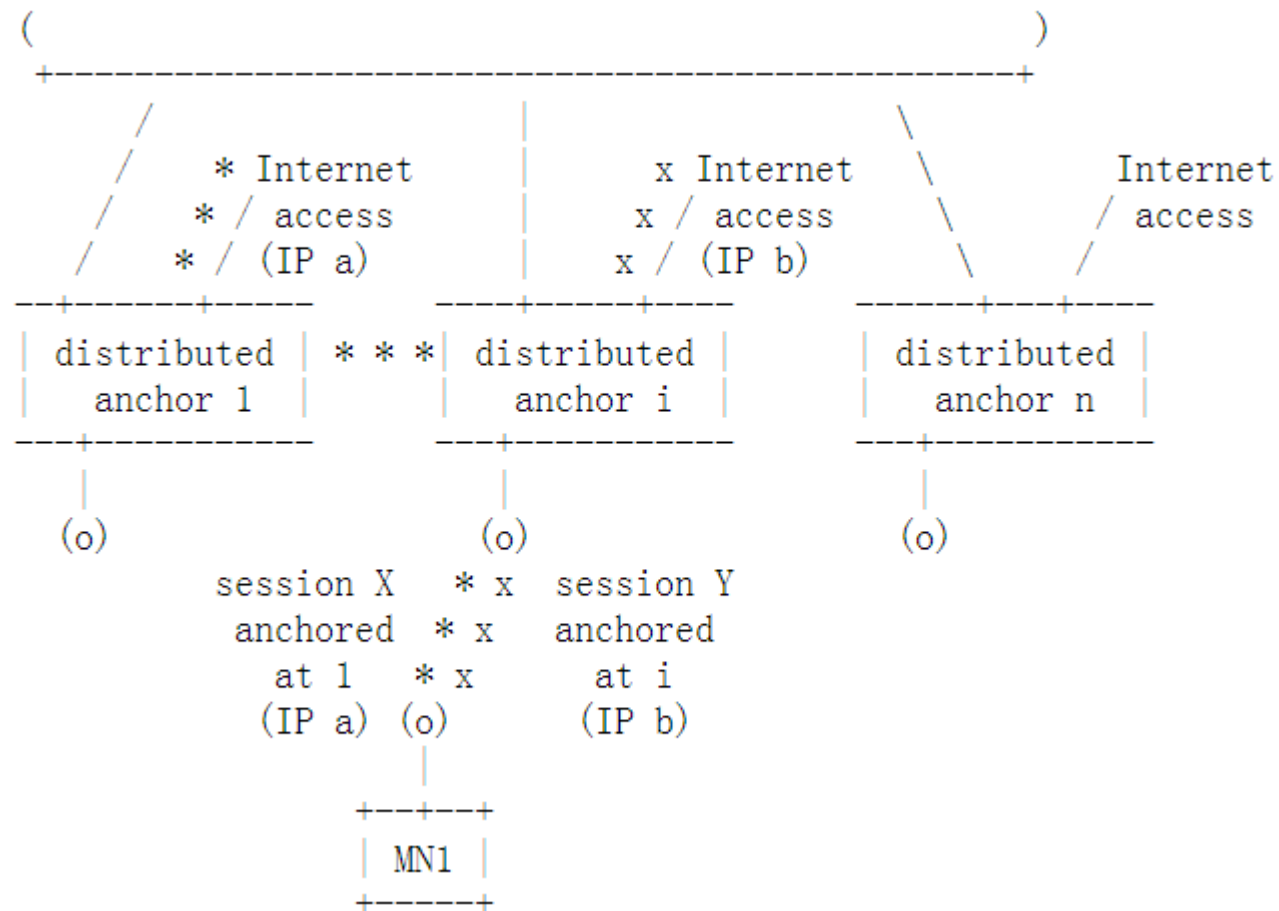 (                                                  )
 +------------------------------------------------+
      /                  |                  \
     /    * Internet     |      x Internet   \         Internet
    /    * / access      |     x / access     \       / access
   /    * / (IP a)       |    x / (IP b)       \     /
--+------+-----      ----+-----+----      ------+---+----
| distributed | * * *| distributed |      | distributed |
|   anchor 1  |      |   anchor i  |      |   anchor n  |
---+-----------      ---+-----------      ---+-----------
   |                    |                    |
  (o)                  (o)                  (o)
          session X   * x  session Y
           anchored  * x   anchored
             at 1   * x      at i
            (IP a) (o)      (IP b)
                    |
                 +--+--+
                 | MN1 |
                 +-----+